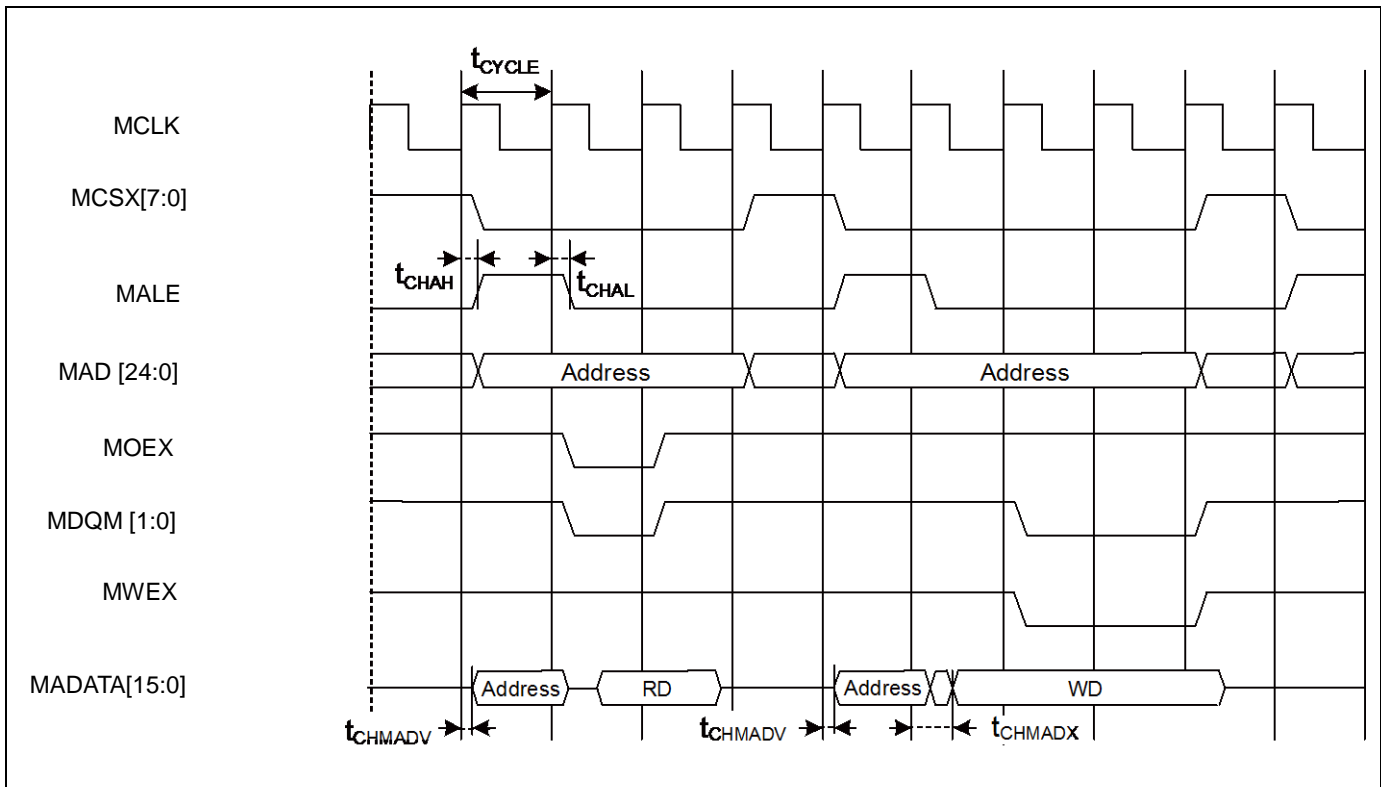 tCYCLE
MCLK
MCSX[7:0]
tCHAH
tCHAL
MALE
MAD [24:0]
Address
Address
MOEX
MDQM [1:0]
MWEX
MADATA[15:0]
Address
RD
Address
WD
tCHMADV
tCHMADV
tCHMADX